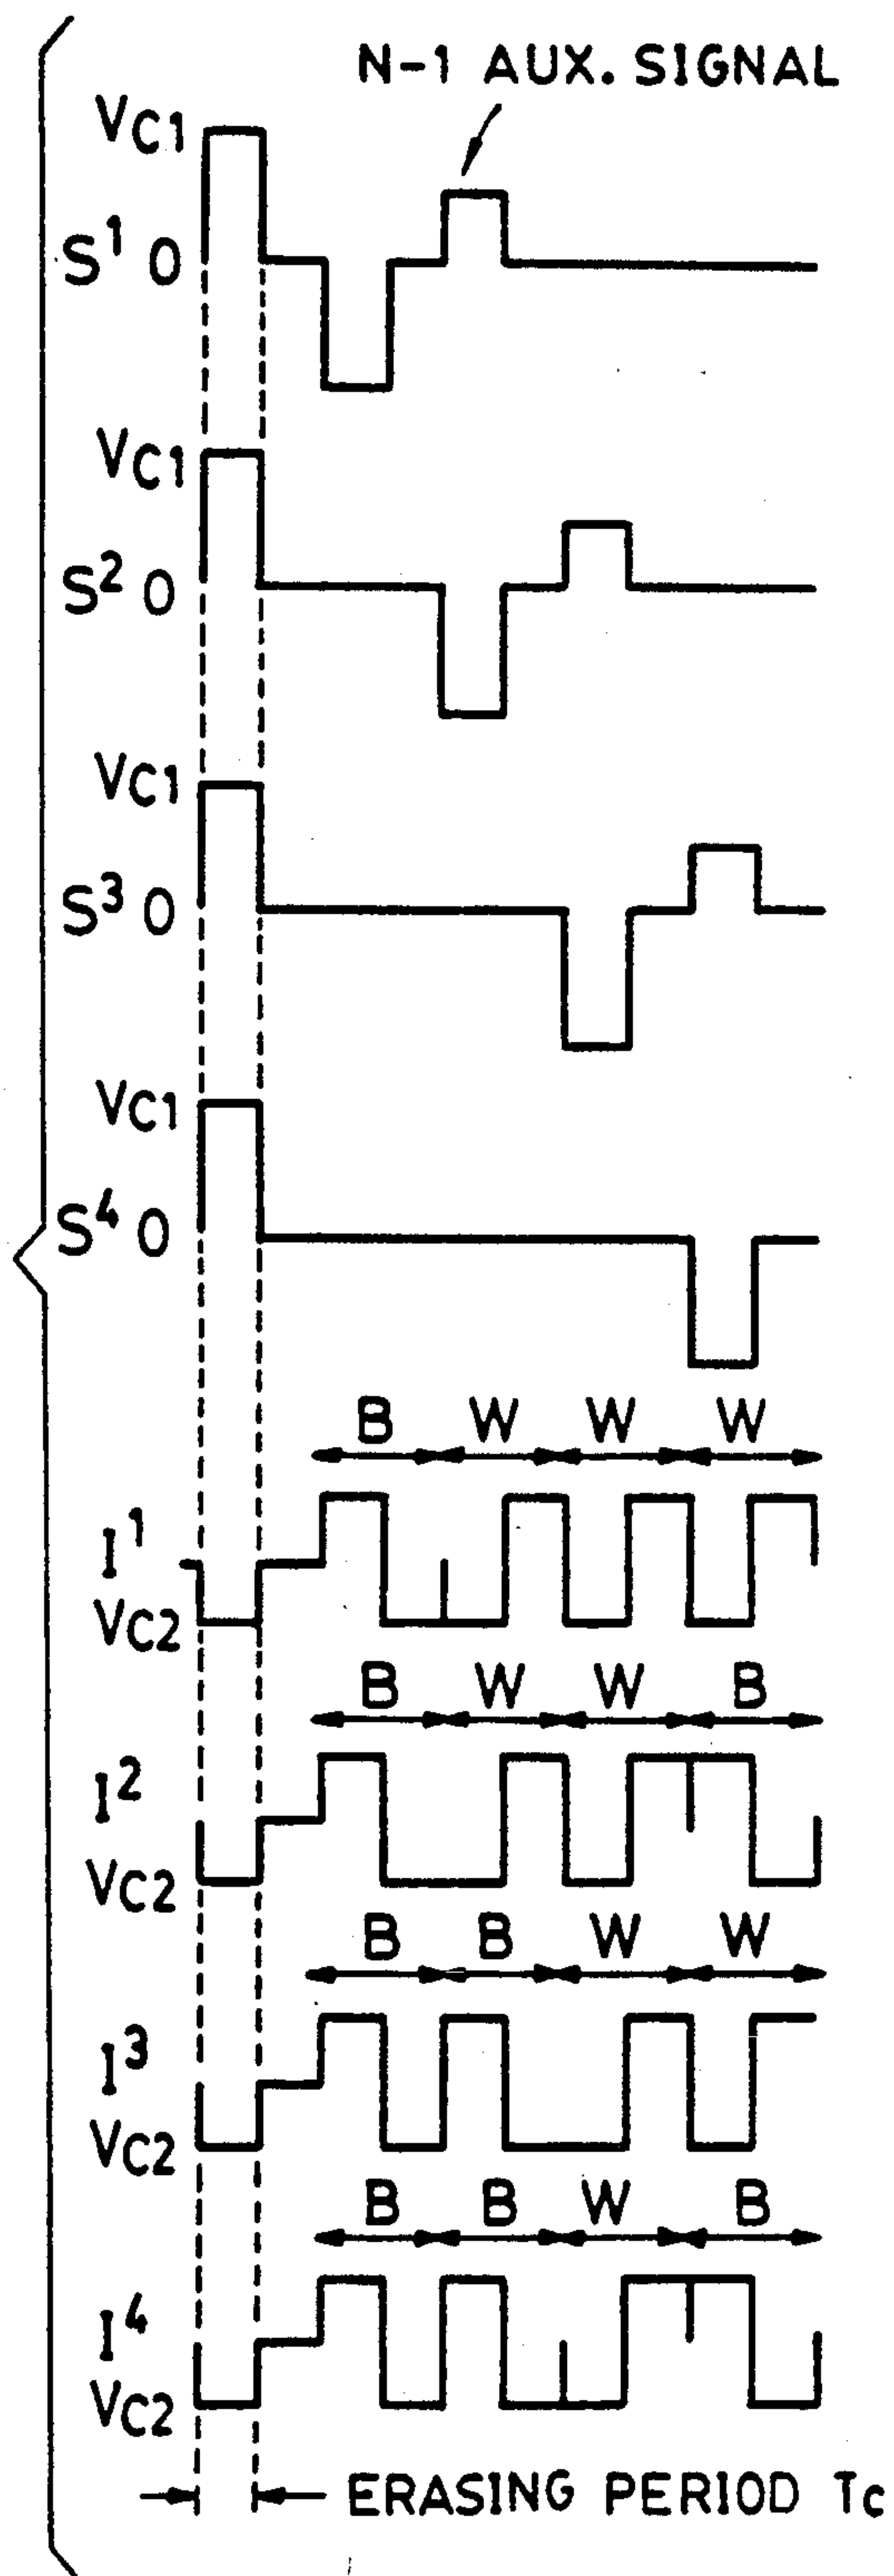 N-1 AUX. SIGNAL
VC1
S1 0
VC1
S2 0
VC1
S3 0
VC1
S4 0
B W W W
I1
VC2
B W W B
I2
VC2
B B W W
I3
VC2
B B W B
I4
VC2
ERASING PERIOD Tc